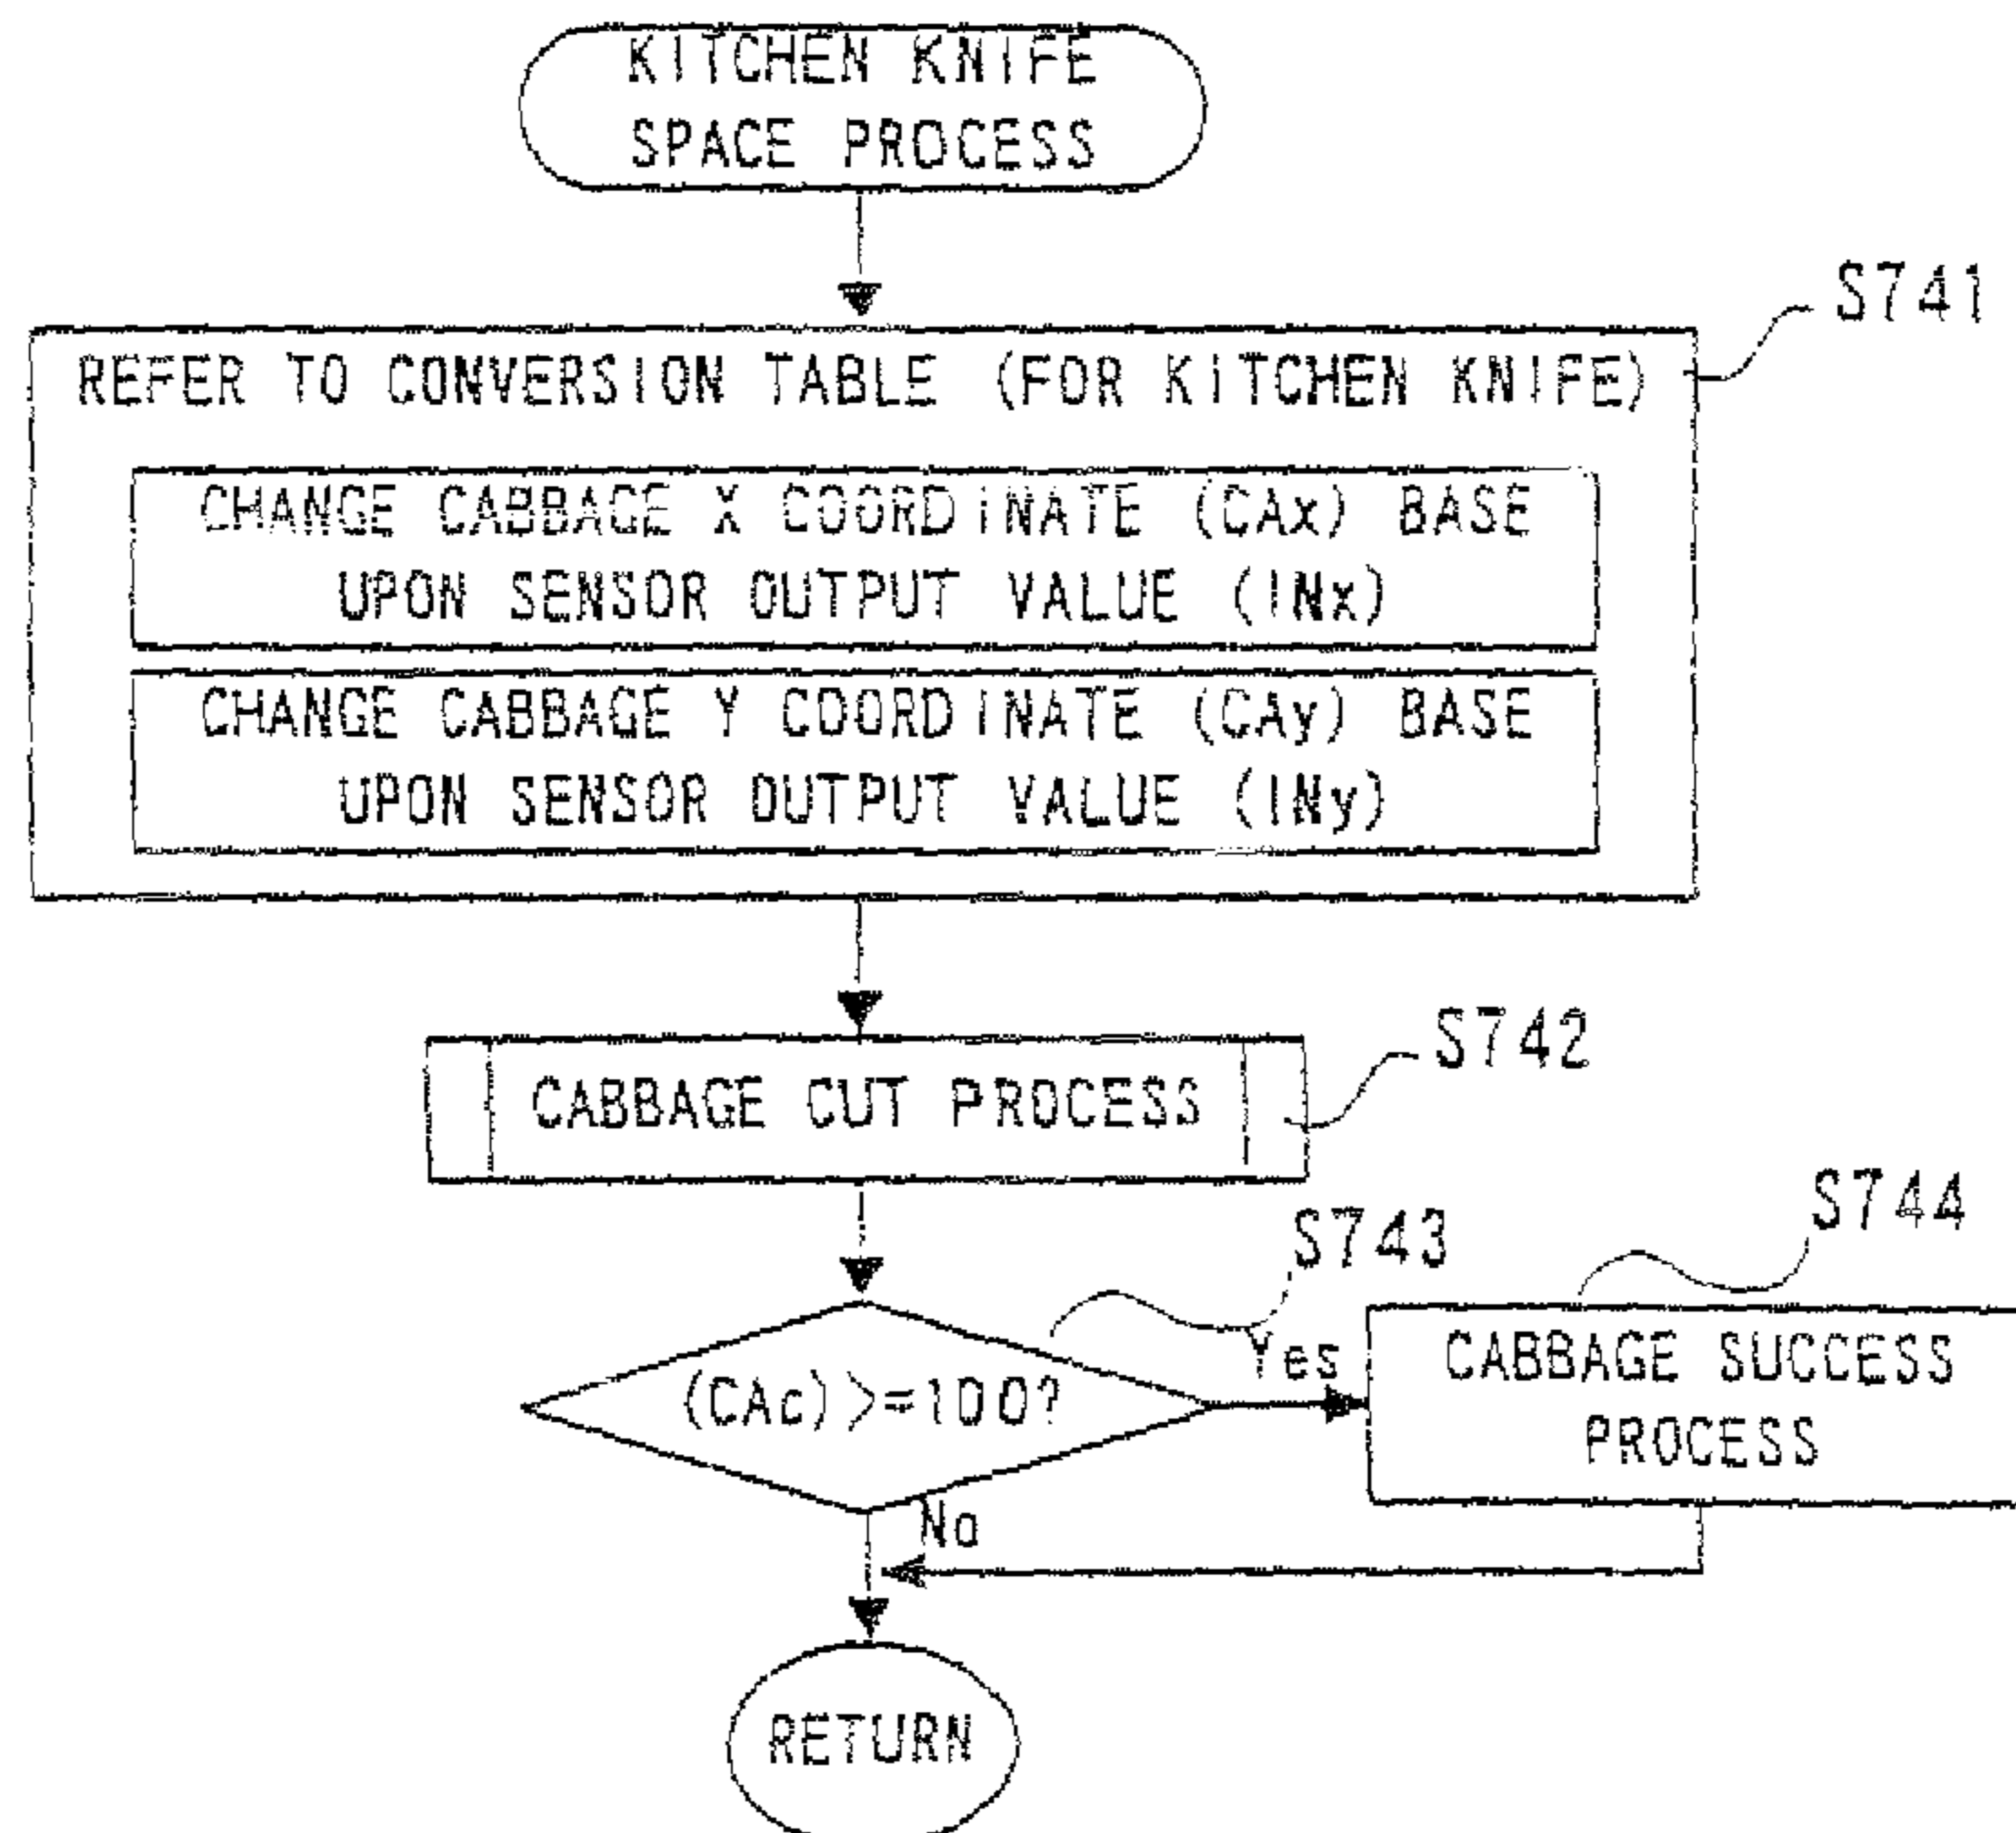 KITCHEN KNIFE
SPACE PROCESS
S741
REFER TO CONVERSION TABLE (FOR KITCHEN KNIFE)
CHANGE CABBAGE X COORDINATE (CAx) BASE
UPON SENSOR OUTPUT VALUE (INx)
CHANGE CABBAGE Y COORDINATE (CAy) BASE
UPON SENSOR OUTPUT VALUE (INy)
S742
CABBAGE CUT PROCESS
S743
S744
(CAc)>=100?
Yes
CABBAGE SUCCESS
PROCESS
No
RETURN